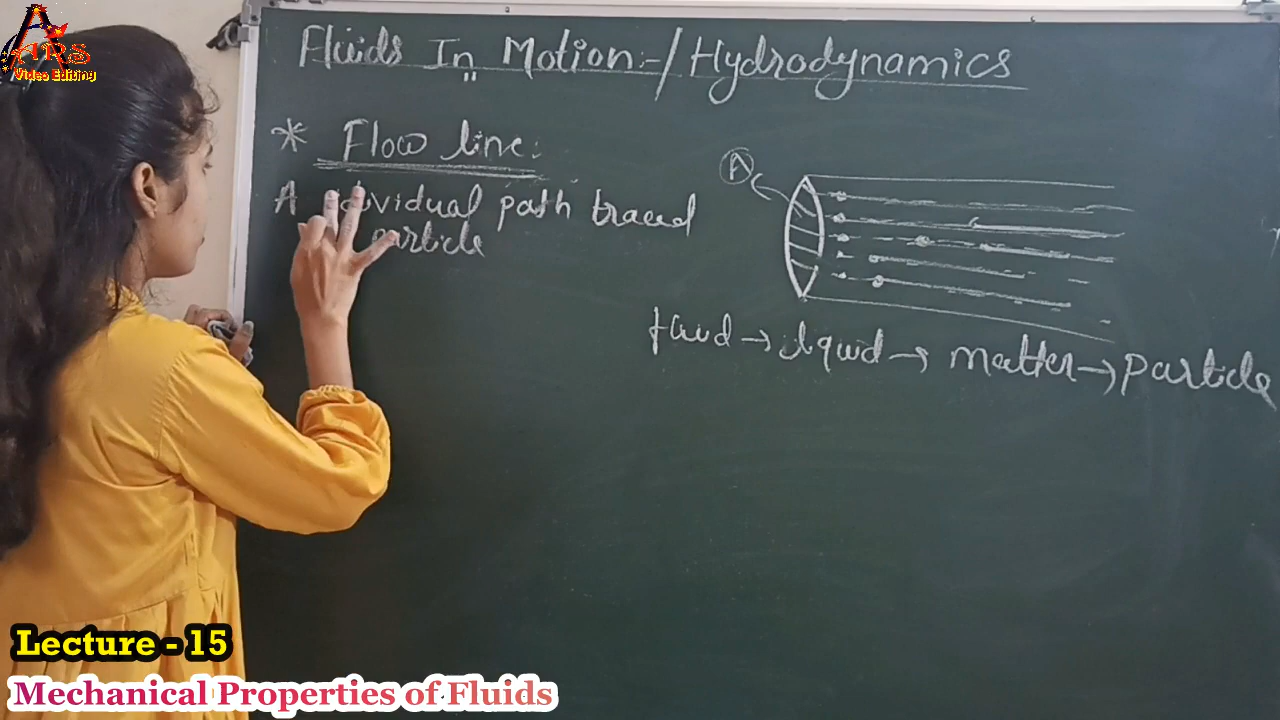 ARS
Video Editing
Fluids In Motion:-/Hydrodynamics
* Flow line:
A individual path traced
particle
A
fluid → liquid → matter → particle
Lecture - 15
Mechanical Properties of Fluids